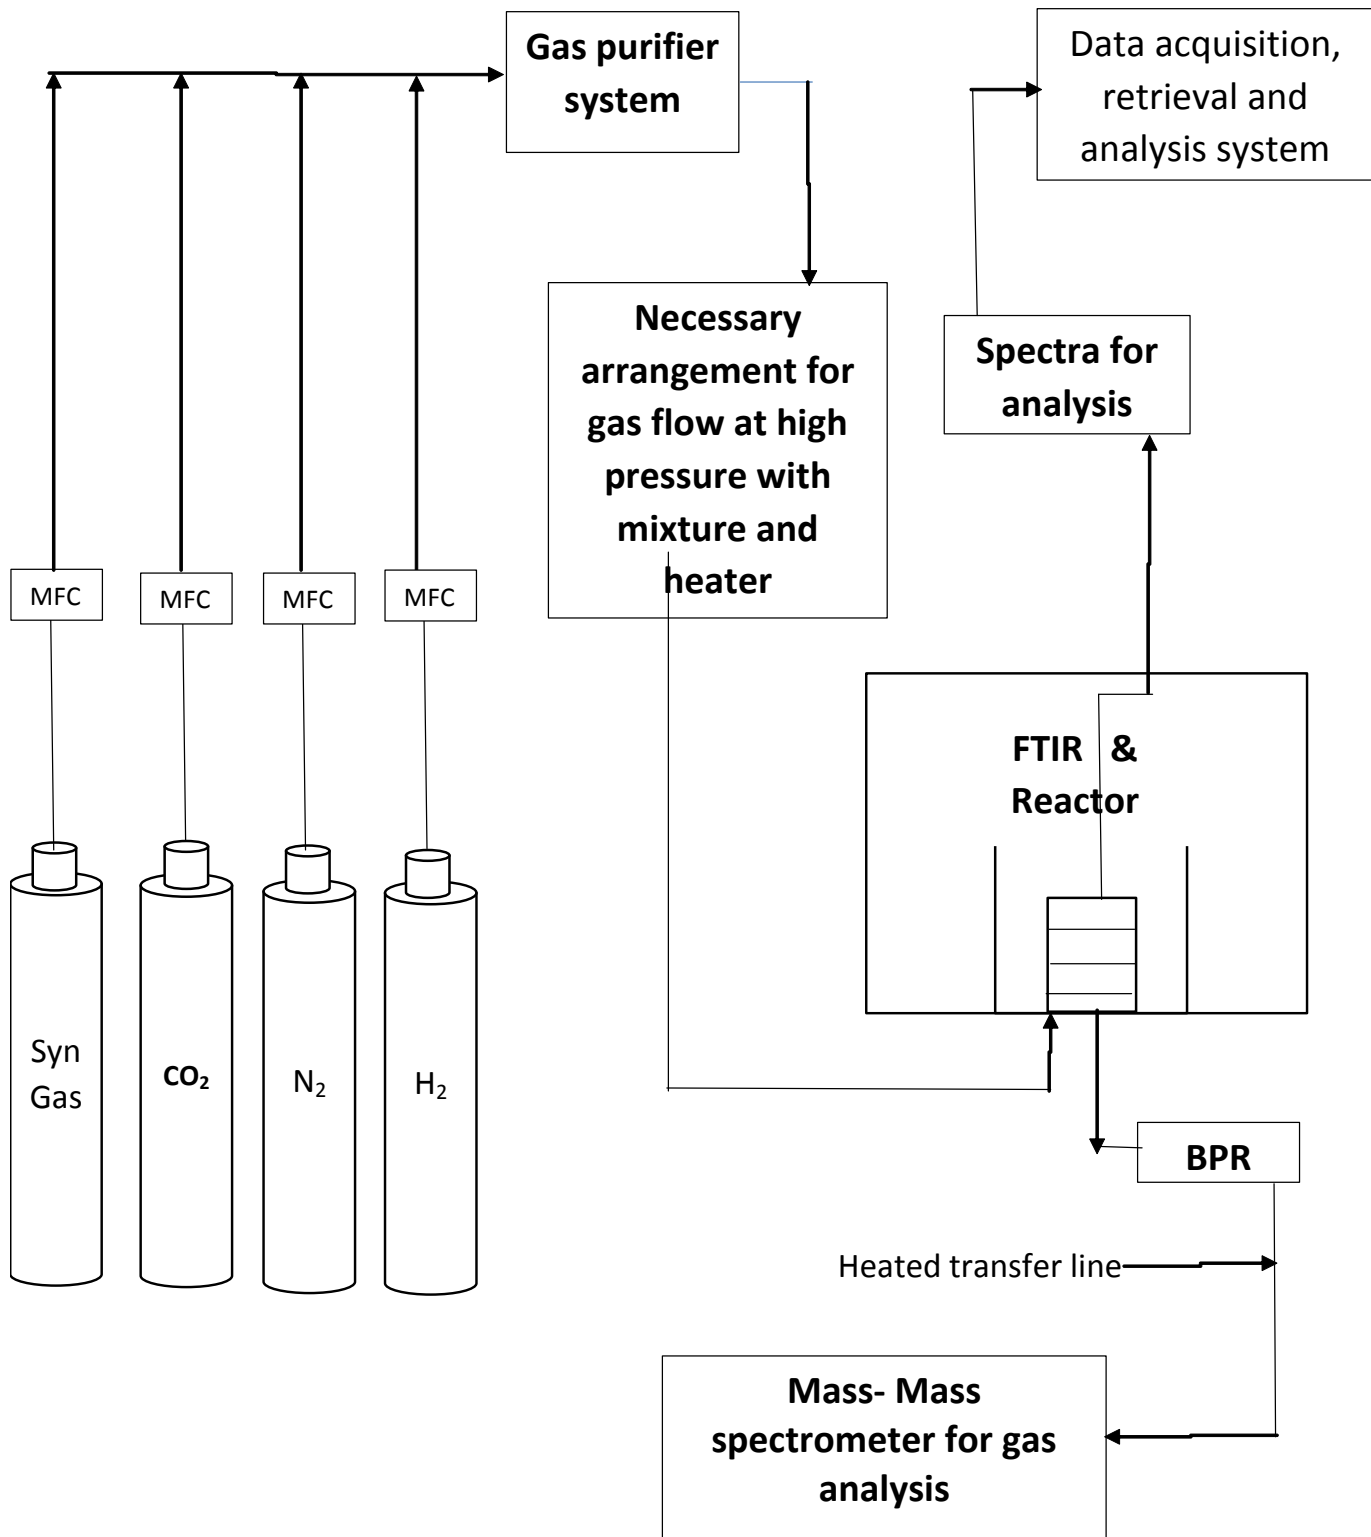 Gas purifier
system
Data acquisition,
retrieval and
analysis system
Necessary
arrangement for
gas flow at high
pressure with
mixture and
heater
Spectra for
analysis
MFC
MFC
MFC
MFC
FTIR &
Reactor
Syn
Gas
CO₂
N₂
H₂
BPR
Heated transfer line
Mass- Mass
spectrometer for gas
analysis